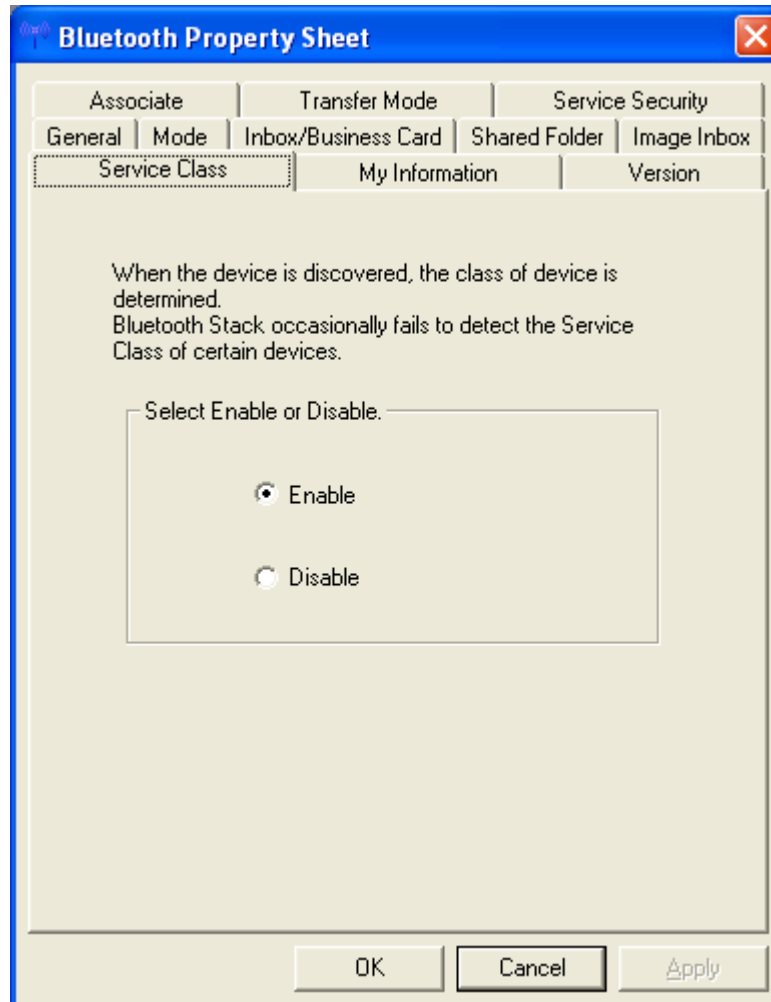 Bluetooth Property Sheet
Associate Transfer Mode Service Security
General Mode Inbox/Business Card Shared Folder Image Inbox
Service Class My Information Version
When the device is discovered, the class of device is
determined.
Bluetooth Stack occasionally fails to detect the Service
Class of certain devices.
Select Enable or Disable.
Enable
Disable
OK Cancel Apply